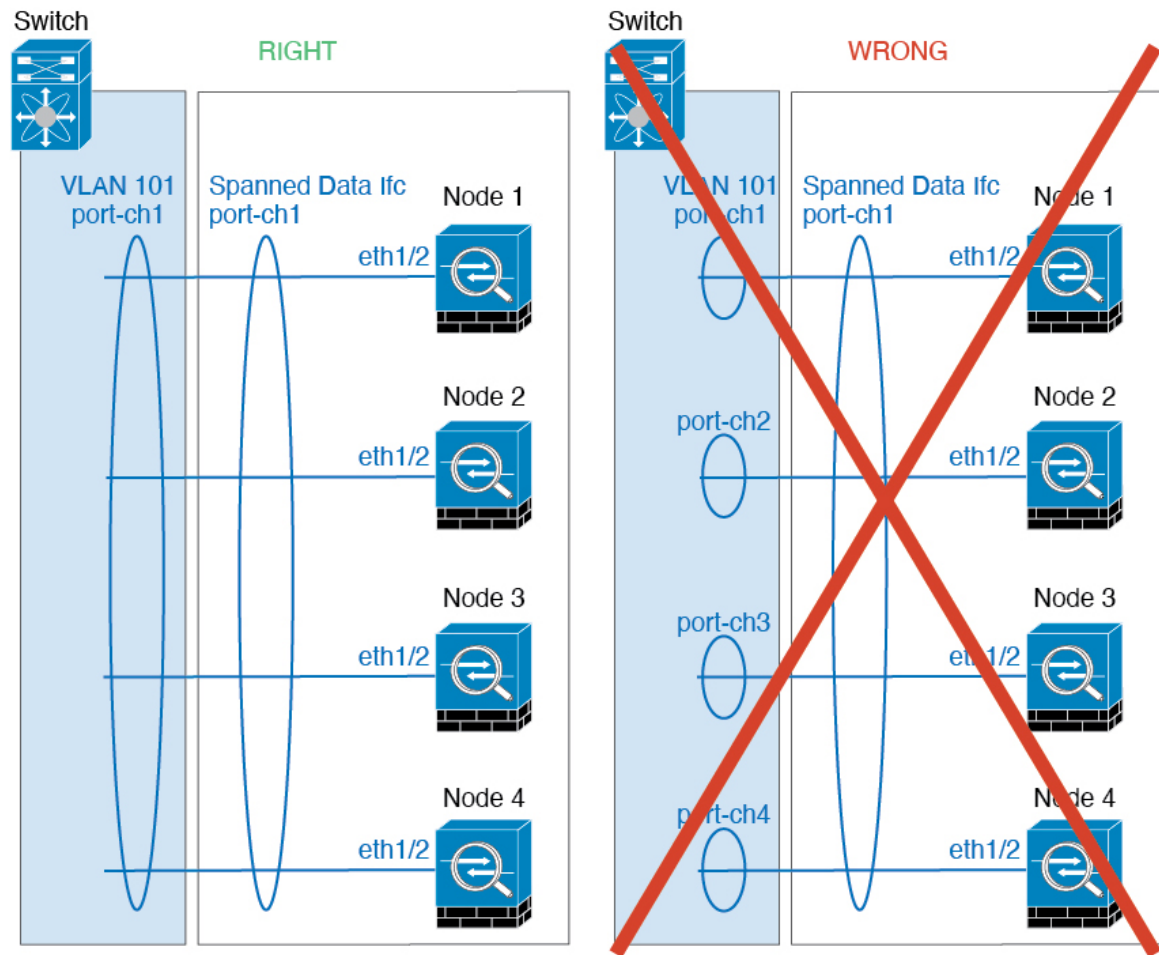 Switch
RIGHT
VLAN 101
port-ch1
Spanned Data Ifc
port-ch1
Node 1
eth1/2
Node 2
eth1/2
Node 3
eth1/2
Node 4
eth1/2
Switch
WRONG
VLAN 101
port-ch1
Spanned Data Ifc
port-ch1
Node 1
eth1/2
port-ch2
Node 2
eth1/2
port-ch3
Node 3
eth1/2
port-ch4
Node 4
eth1/2